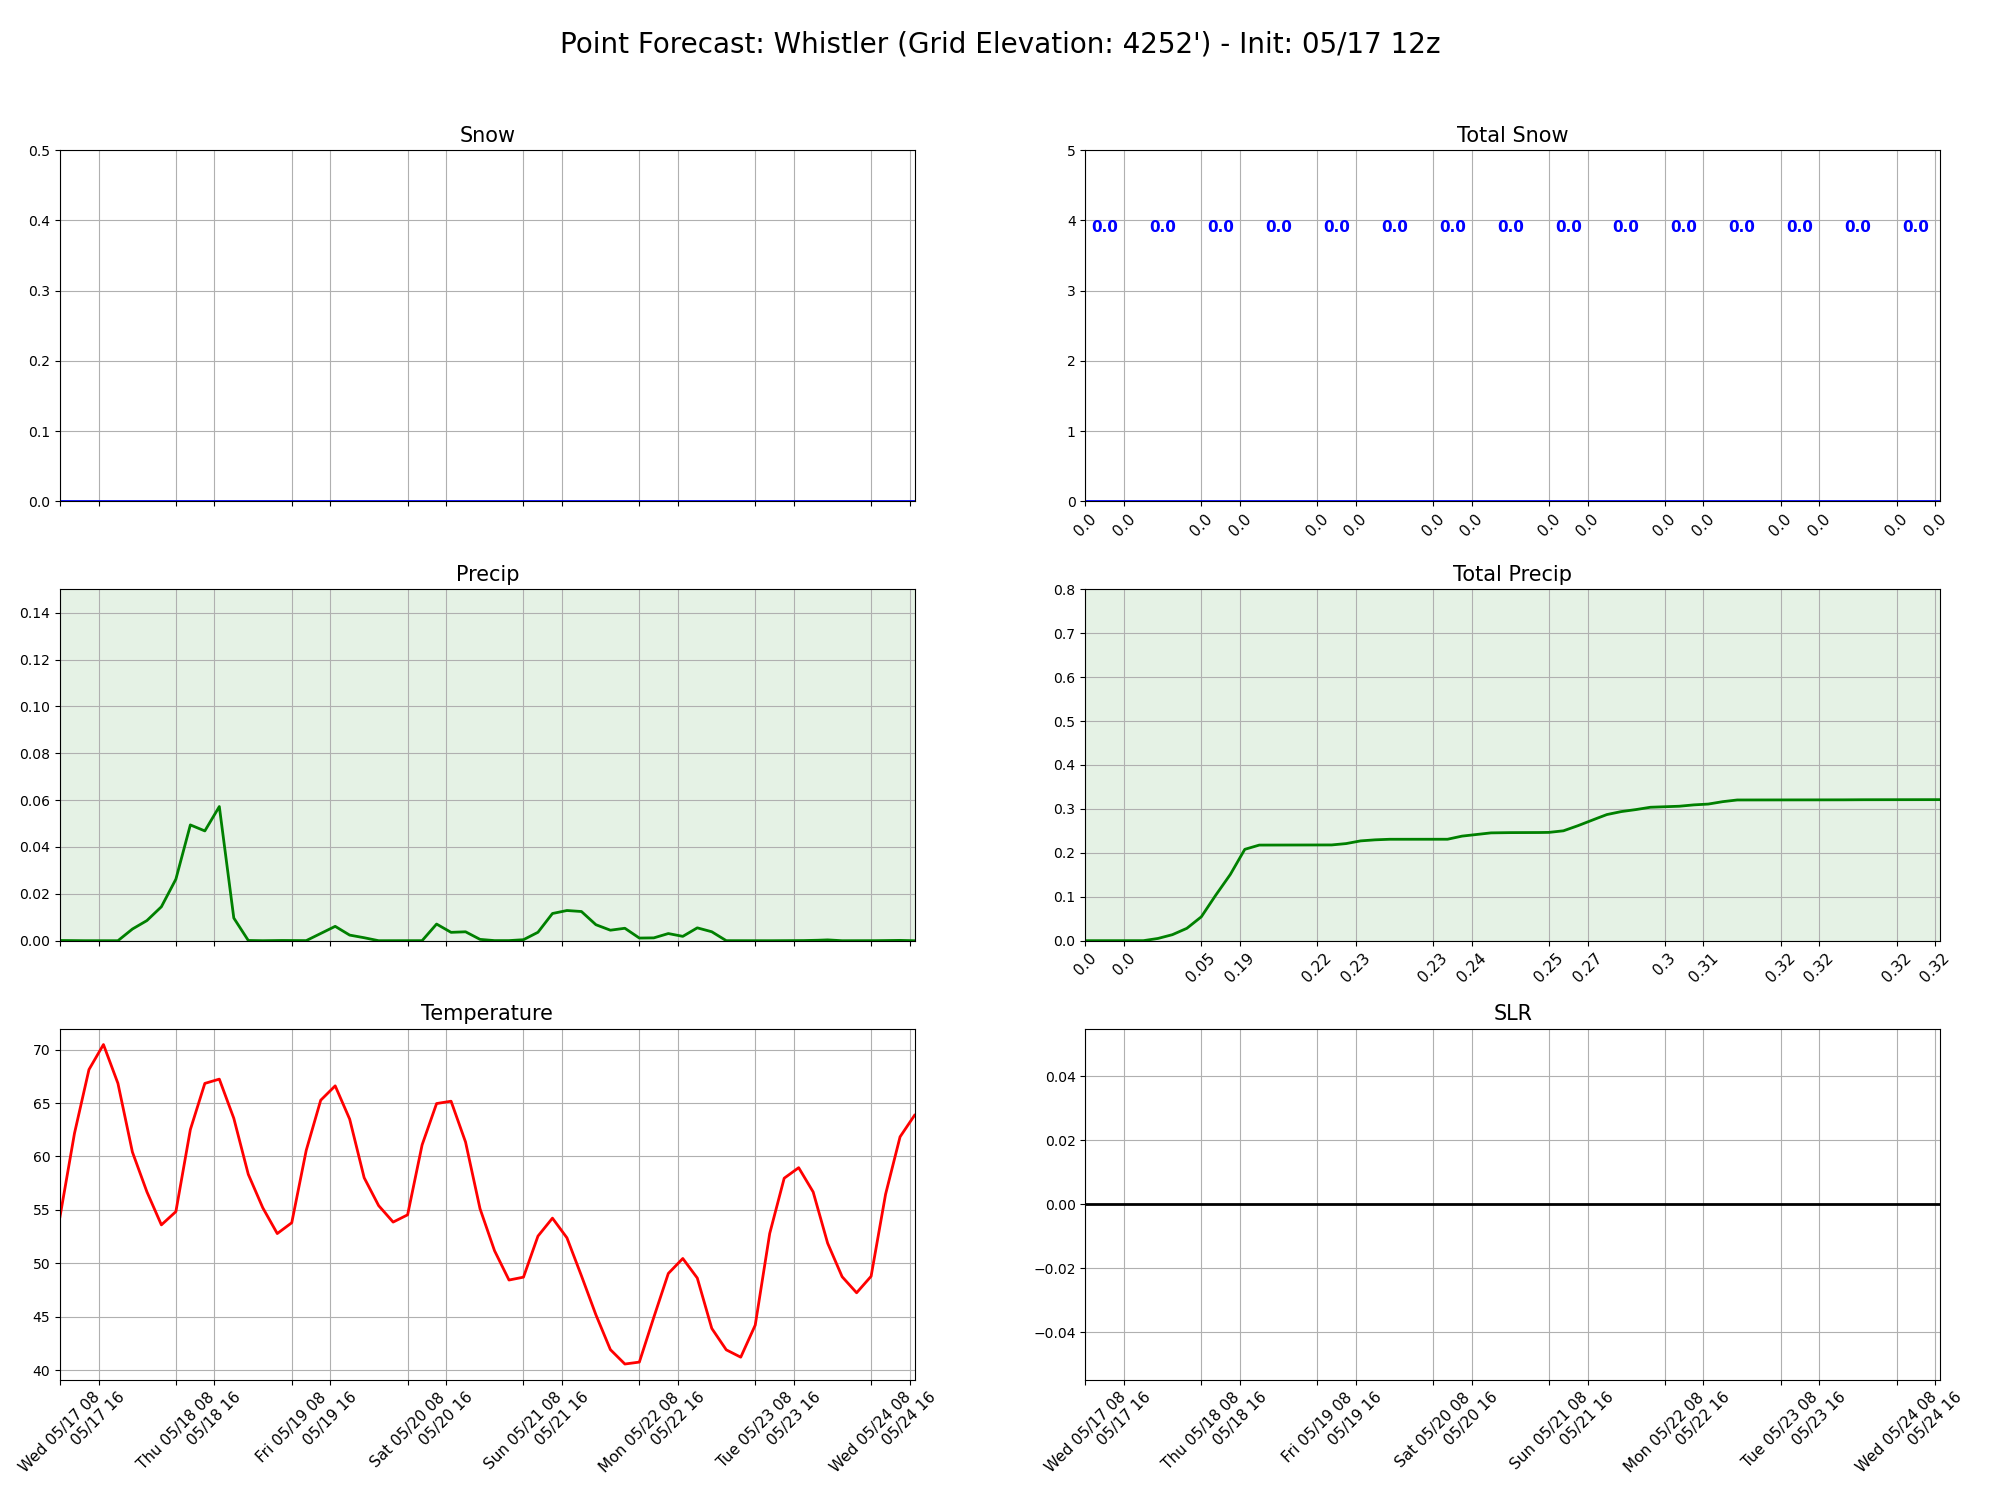 Point Forecast: Whistler (Grid Elevation: 4252') - Init: 05/17 12z
Snow
0.5
0.4
0.3
0.2
0.1
0.0
Total Snow
5
4
3
2
1
0
0.0 0.0 0.0 0.0 0.0 0.0 0.0 0.0 0.0 0.0 0.0 0.0 0.0 0.0 0.0
0.0 0.0 0.0 0.0 0.0 0.0 0.0 0.0 0.0 0.0 0.0 0.0 0.0 0.0 0.0 0.0
Precip
0.14
0.12
0.10
0.08
0.06
0.04
0.02
0.00
Total Precip
0.8
0.7
0.6
0.5
0.4
0.3
0.2
0.1
0.0
0.0 0.0 0.05 0.19 0.22 0.23 0.23 0.24 0.25 0.27 0.3 0.31 0.32 0.32 0.32 0.32
Temperature
70
65
60
55
50
45
40
Wed 05/17 08
05/17 16
Thu 05/18 08
05/18 16
Fri 05/19 08
05/19 16
Sat 05/20 08
05/20 16
Sun 05/21 08
05/21 16
Mon 05/22 08
05/22 16
Tue 05/23 08
05/23 16
Wed 05/24 08
05/24 16
SLR
0.04
0.02
0.00
−0.02
−0.04
Wed 05/17 08
05/17 16
Thu 05/18 08
05/18 16
Fri 05/19 08
05/19 16
Sat 05/20 08
05/20 16
Sun 05/21 08
05/21 16
Mon 05/22 08
05/22 16
Tue 05/23 08
05/23 16
Wed 05/24 08
05/24 16